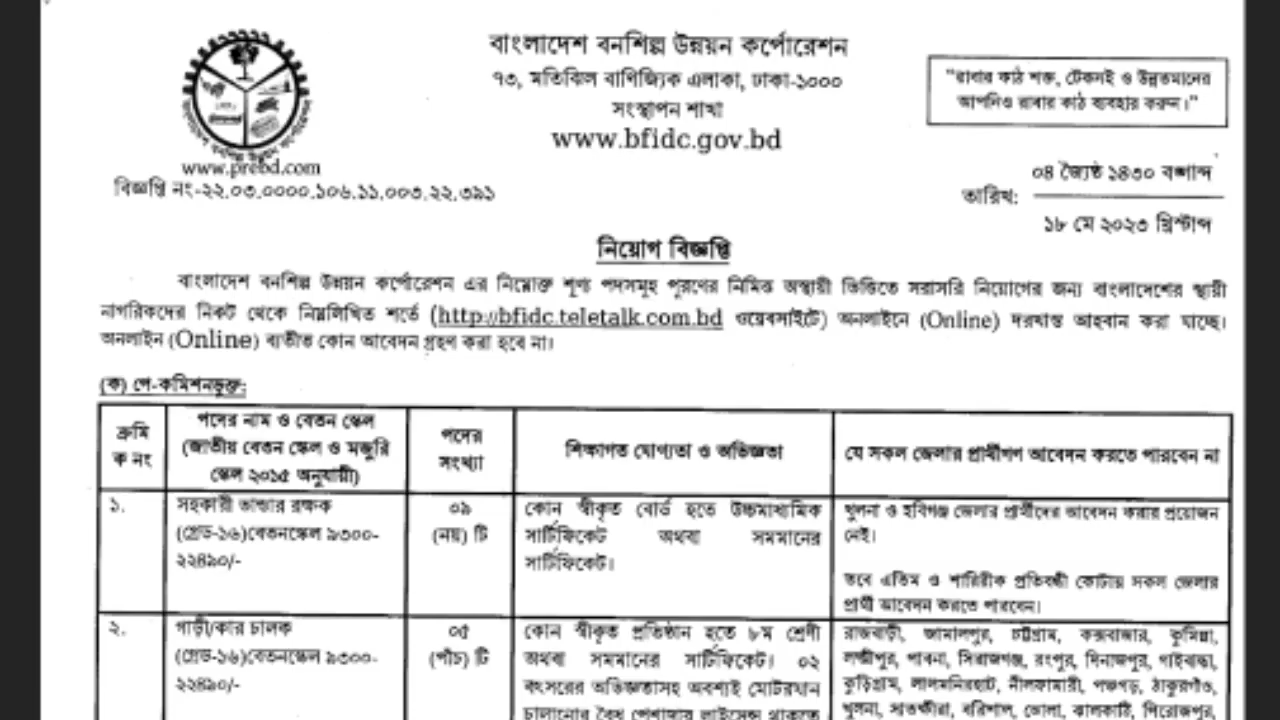 বাংলাদেশ বনশিল্প উন্নয়ন কর্পোরেশন
৭৩, মতিঝিল বাণিজ্যিক এলাকা, ঢাকা-১০০০
সংস্থাপন শাখা
www.bfidc.gov.bd
"রাবার কাঠ শক্ত, টেকসই ও উন্নতমানের
আপনিও রাবার কাঠ ব্যবহার করুন।"
www.prebd.com
বিজ্ঞপ্তি নং-২২.০৩.০০০০.১০৬.১১.০০৩.২২.৩৯১
তারিখ:
০৪ জ্যৈষ্ঠ ১৪৩০ বঙ্গাব্দ
১৮ মে ২০২৩ খ্রিস্টাব্দ
নিয়োগ বিজ্ঞপ্তি
বাংলাদেশ বনশিল্প উন্নয়ন কর্পোরেশন এর নিম্নোক্ত শূণ্য পদসমূহ পূরণের নিমিত্ত অস্থায়ী ভিত্তিতে সরাসরি নিয়োগের জন্য বাংলাদেশের স্থায়ী
নাগরিকদের নিকট থেকে নিম্নলিখিত শর্তে (http://bfidc.teletalk.com.bd ওয়েবসাইটে) অনলাইনে (Online) দরখাস্ত আহবান করা যাচ্ছে।
অনলাইন (Online) ব্যতীত কোন আবেদন গ্রহণ করা হবে না।
(ক) পে-কমিশনভুক্ত:
ক্রমি
ক নং
পদের নাম ও বেতন স্কেল
(জাতীয় বেতন স্কেল ও মজুরি
স্কেল ২০১৫ অনুযায়ী)
পদের
সংখ্যা
শিক্ষাগত যোগ্যতা ও অভিজ্ঞতা
যে সকল জেলার প্রার্থীগণ আবেদন করতে পারবেন না
১.
সহকারী ভান্ডার রক্ষক
(গ্রেড-১৬)বেতনস্কেল ৯৩০০-
২২৪৯০/-
০৯
(নয়) টি
কোন স্বীকৃত বোর্ড হতে উচ্চমাধ্যমিক
সার্টিফিকেট অথবা সমমানের
সার্টিফিকেট।
খুলনা ও হবিগঞ্জ জেলার প্রার্থীদের আবেদন করার প্রয়োজন
নেই।
তবে এতিম ও শারিরীক প্রতিবন্ধী কোটায় সকল জেলার
প্রার্থী আবেদন করতে পারবেন।
২.
গাড়ী/কার চালক
(গ্রেড-১৬)বেতনস্কেল ৯৩০০-
২২৪৯০/-
০৫
(পাঁচ) টি
কোন স্বীকৃত প্রতিষ্ঠান হতে ৮ম শ্রেণী
অথবা সমমানের সার্টিফিকেট। ০২
বৎসরের অভিজ্ঞতাসহ অবশ্যই মোটরযান
চালানোর বৈধ পেশাদার লাইসেন্স থাকতে
রাজবাড়ী, জামালপুর, চট্টগ্রাম, কক্সবাজার, কুমিল্লা,
লক্ষ্মীপুর, পাবনা, সিরাজগঞ্জ, রংপুর, দিনাজপুর, গাইবান্ধা,
কুড়িগ্রাম, লালমনিরহাট, নীলফামারী, পঞ্চগড়, ঠাকুরগাঁও,
খুলনা, সাতক্ষীরা, বরিশাল, ভোলা, ঝালকাঠি, পিরোজপুর,